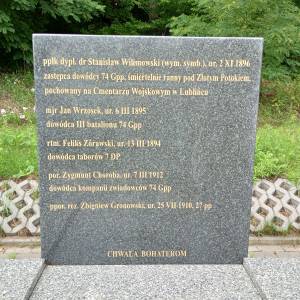 ppłk dypl. dr Stanisław Wilimowski (wym. symb.), ur. 2 XI 1896
zastępca dowódcy 74 Gpp, śmiertelnie ranny pod Złotym Potokiem,
pochowany na Cmentarzu Wojskowym w Lublińcu
mjr Jan Wrzosek, ur. 6 III 1895
dowódca III batalionu 74 Gpp
rtm. Feliks Żórawski, ur. 13 III 1894
dowódca taborów 7 DP
por. Zygmunt Choroba, ur. 7 III 1912
dowódca kompanii zwiadowców 74 Gpp
ppor. rez. Zbigniew Gronowski, ur. 25 VII 1910, 27 pp
CHWAŁA BOHATEROM